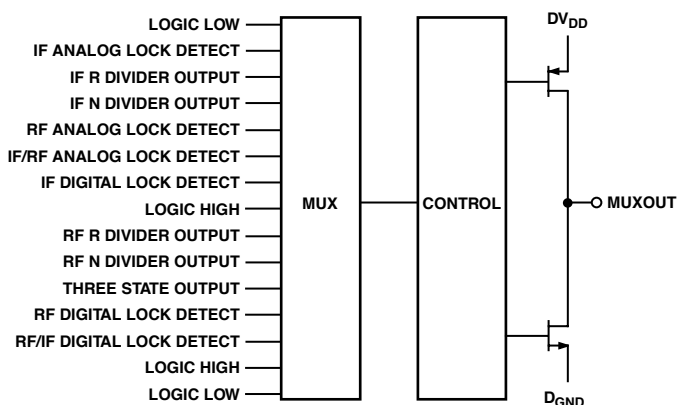 LOGIC LOW
IF ANALOG LOCK DETECT
IF R DIVIDER OUTPUT
IF N DIVIDER OUTPUT
RF ANALOG LOCK DETECT
IF/RF ANALOG LOCK DETECT
IF DIGITAL LOCK DETECT
LOGIC HIGH
RF R DIVIDER OUTPUT
RF N DIVIDER OUTPUT
THREE STATE OUTPUT
RF DIGITAL LOCK DETECT
RF/IF DIGITAL LOCK DETECT
LOGIC HIGH
LOGIC LOW
MUX
CONTROL
DVDD
MUXOUT
DGND